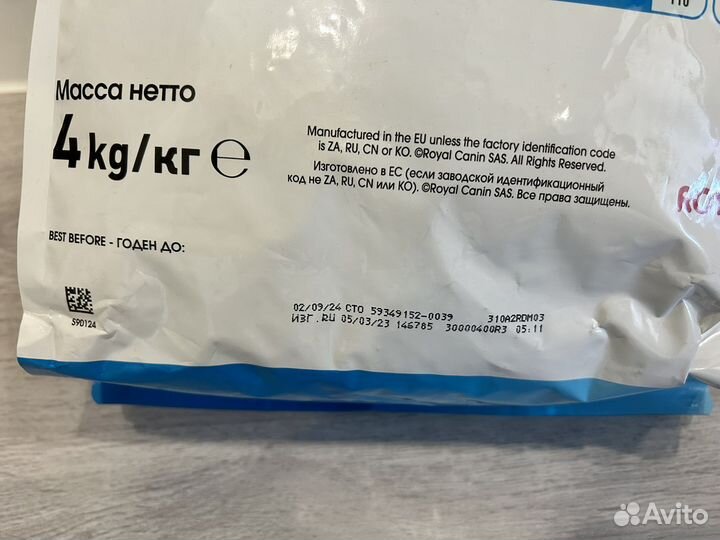 Масса нетто
4 kg/кг ℮
Manufactured in the EU unless the factory identification code
is ZA, RU, CN or KO. ©Royal Canin SAS. All Rights Reserved.
Изготовлено в ЕС (если заводской идентификационный
код не ZA, RU, CN или KO). ©Royal Canin SAS. Все права защищены.
BEST BEFORE - ГОДЕН ДО:
590124
02/09/24 CTO 59349152-0039 310A2RDM03
ИЗГ.RU 05/03/23 146785 30000400R3 05:11
Avito